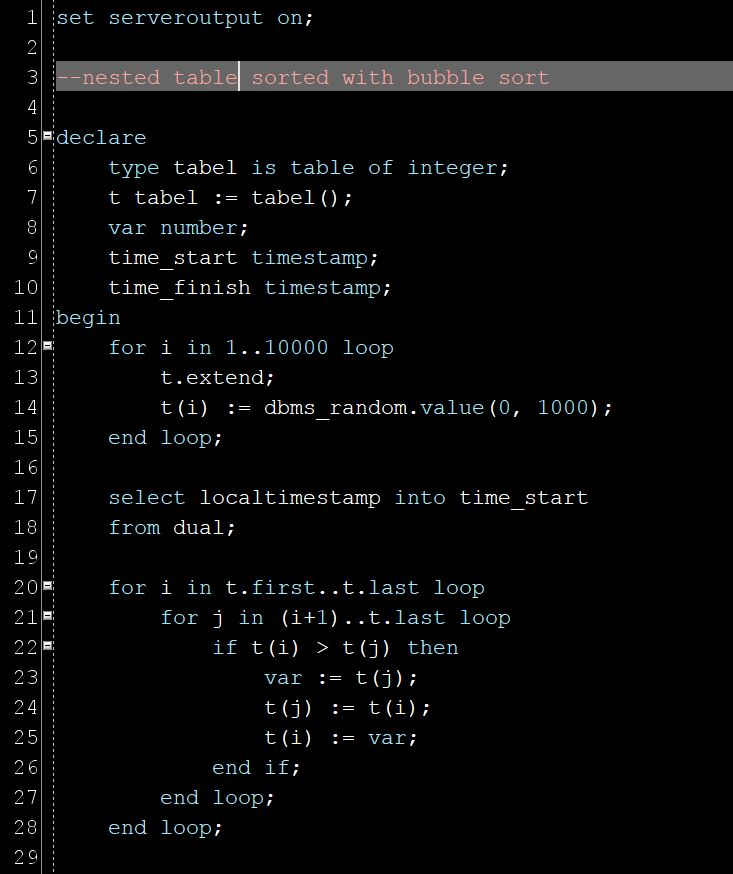 1 set serveroutput on;
2
3 --nested table sorted with bubble sort
4
5 declare
6     type tabel is table of integer;
7     t tabel := tabel();
8     var number;
9     time_start timestamp;
10     time_finish timestamp;
11 begin
12     for i in 1..10000 loop
13         t.extend;
14         t(i) := dbms_random.value(0, 1000);
15     end loop;
16
17     select localtimestamp into time_start
18     from dual;
19
20     for i in t.first..t.last loop
21         for j in (i+1)..t.last loop
22             if t(i) > t(j) then
23                 var := t(j);
24                 t(j) := t(i);
25                 t(i) := var;
26             end if;
27         end loop;
28     end loop;
29